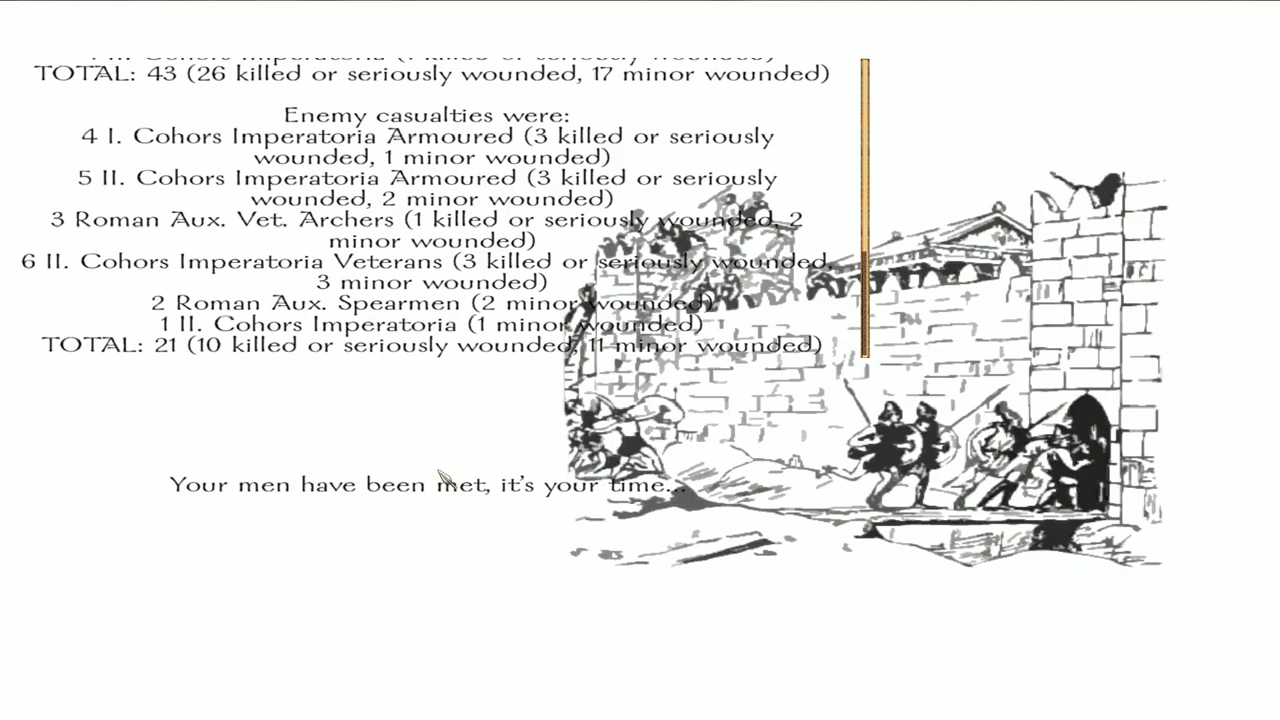 TOTAL: 43 (26 killed or seriously wounded, 17 minor wounded)
Enemy casualties were:
4 I. Cohors Imperatoria Armoured (3 killed or seriously
wounded, 1 minor wounded)
5 II. Cohors Imperatoria Armoured (3 killed or seriously
wounded, 2 minor wounded)
3 Roman Aux. Vet. Archers (1 killed or seriously wounded, 2
minor wounded)
6 II. Cohors Imperatoria Veterans (3 killed or seriously wounded,
3 minor wounded)
2 Roman Aux. Spearmen (2 minor wounded)
1 II. Cohors Imperatoria (1 minor wounded)
TOTAL: 21 (10 killed or seriously wounded, 11 minor wounded)
Your men have been met, it's your time...